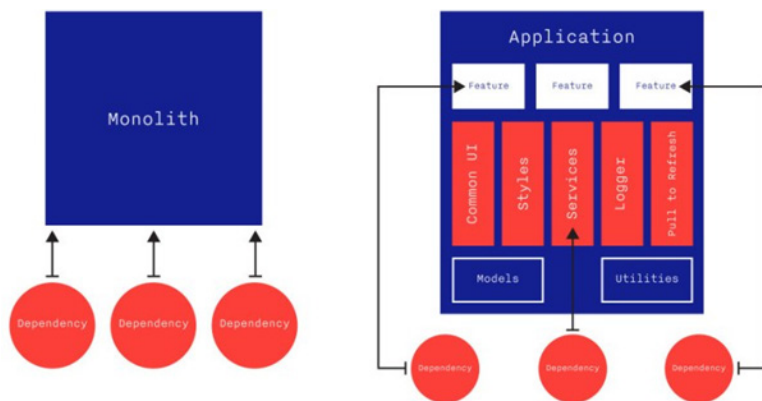 Monolith
Dependency
Dependency
Dependency
Application
Feature
Feature
Feature
Common UI
Styles
Services
Logger
Pull to Refresh
Models
Utilities
Dependency
Dependency
Dependency